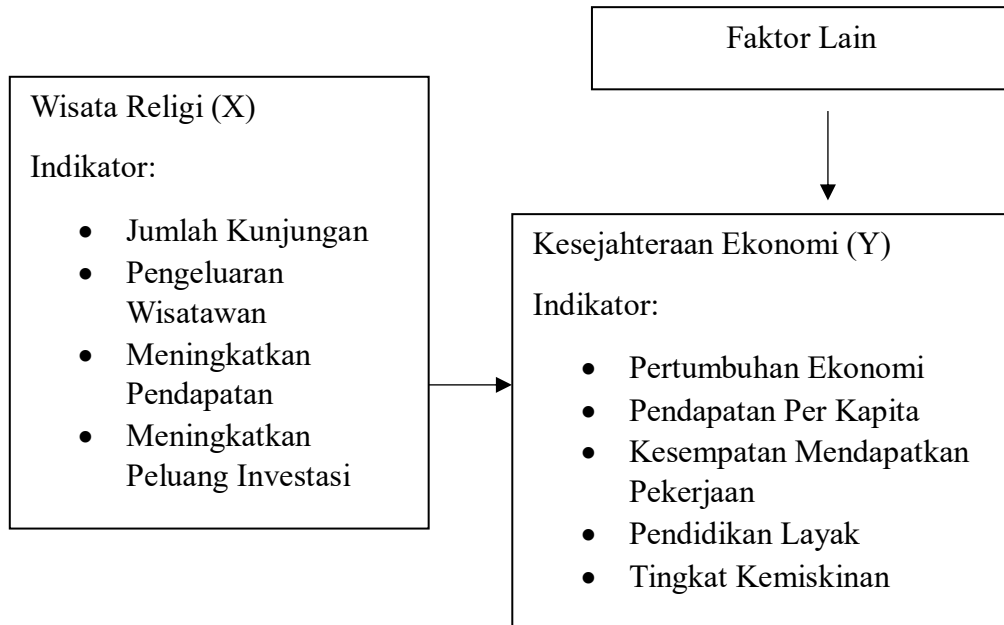 Faktor Lain
Wisata Religi (X)
Indikator:
• Jumlah Kunjungan
• Pengeluaran
Wisatawan
• Meningkatkan
Pendapatan
• Meningkatkan
Peluang Investasi
Kesejahteraan Ekonomi (Y)
Indikator:
• Pertumbuhan Ekonomi
• Pendapatan Per Kapita
• Kesempatan Mendapatkan
Pekerjaan
• Pendidikan Layak
• Tingkat Kemiskinan